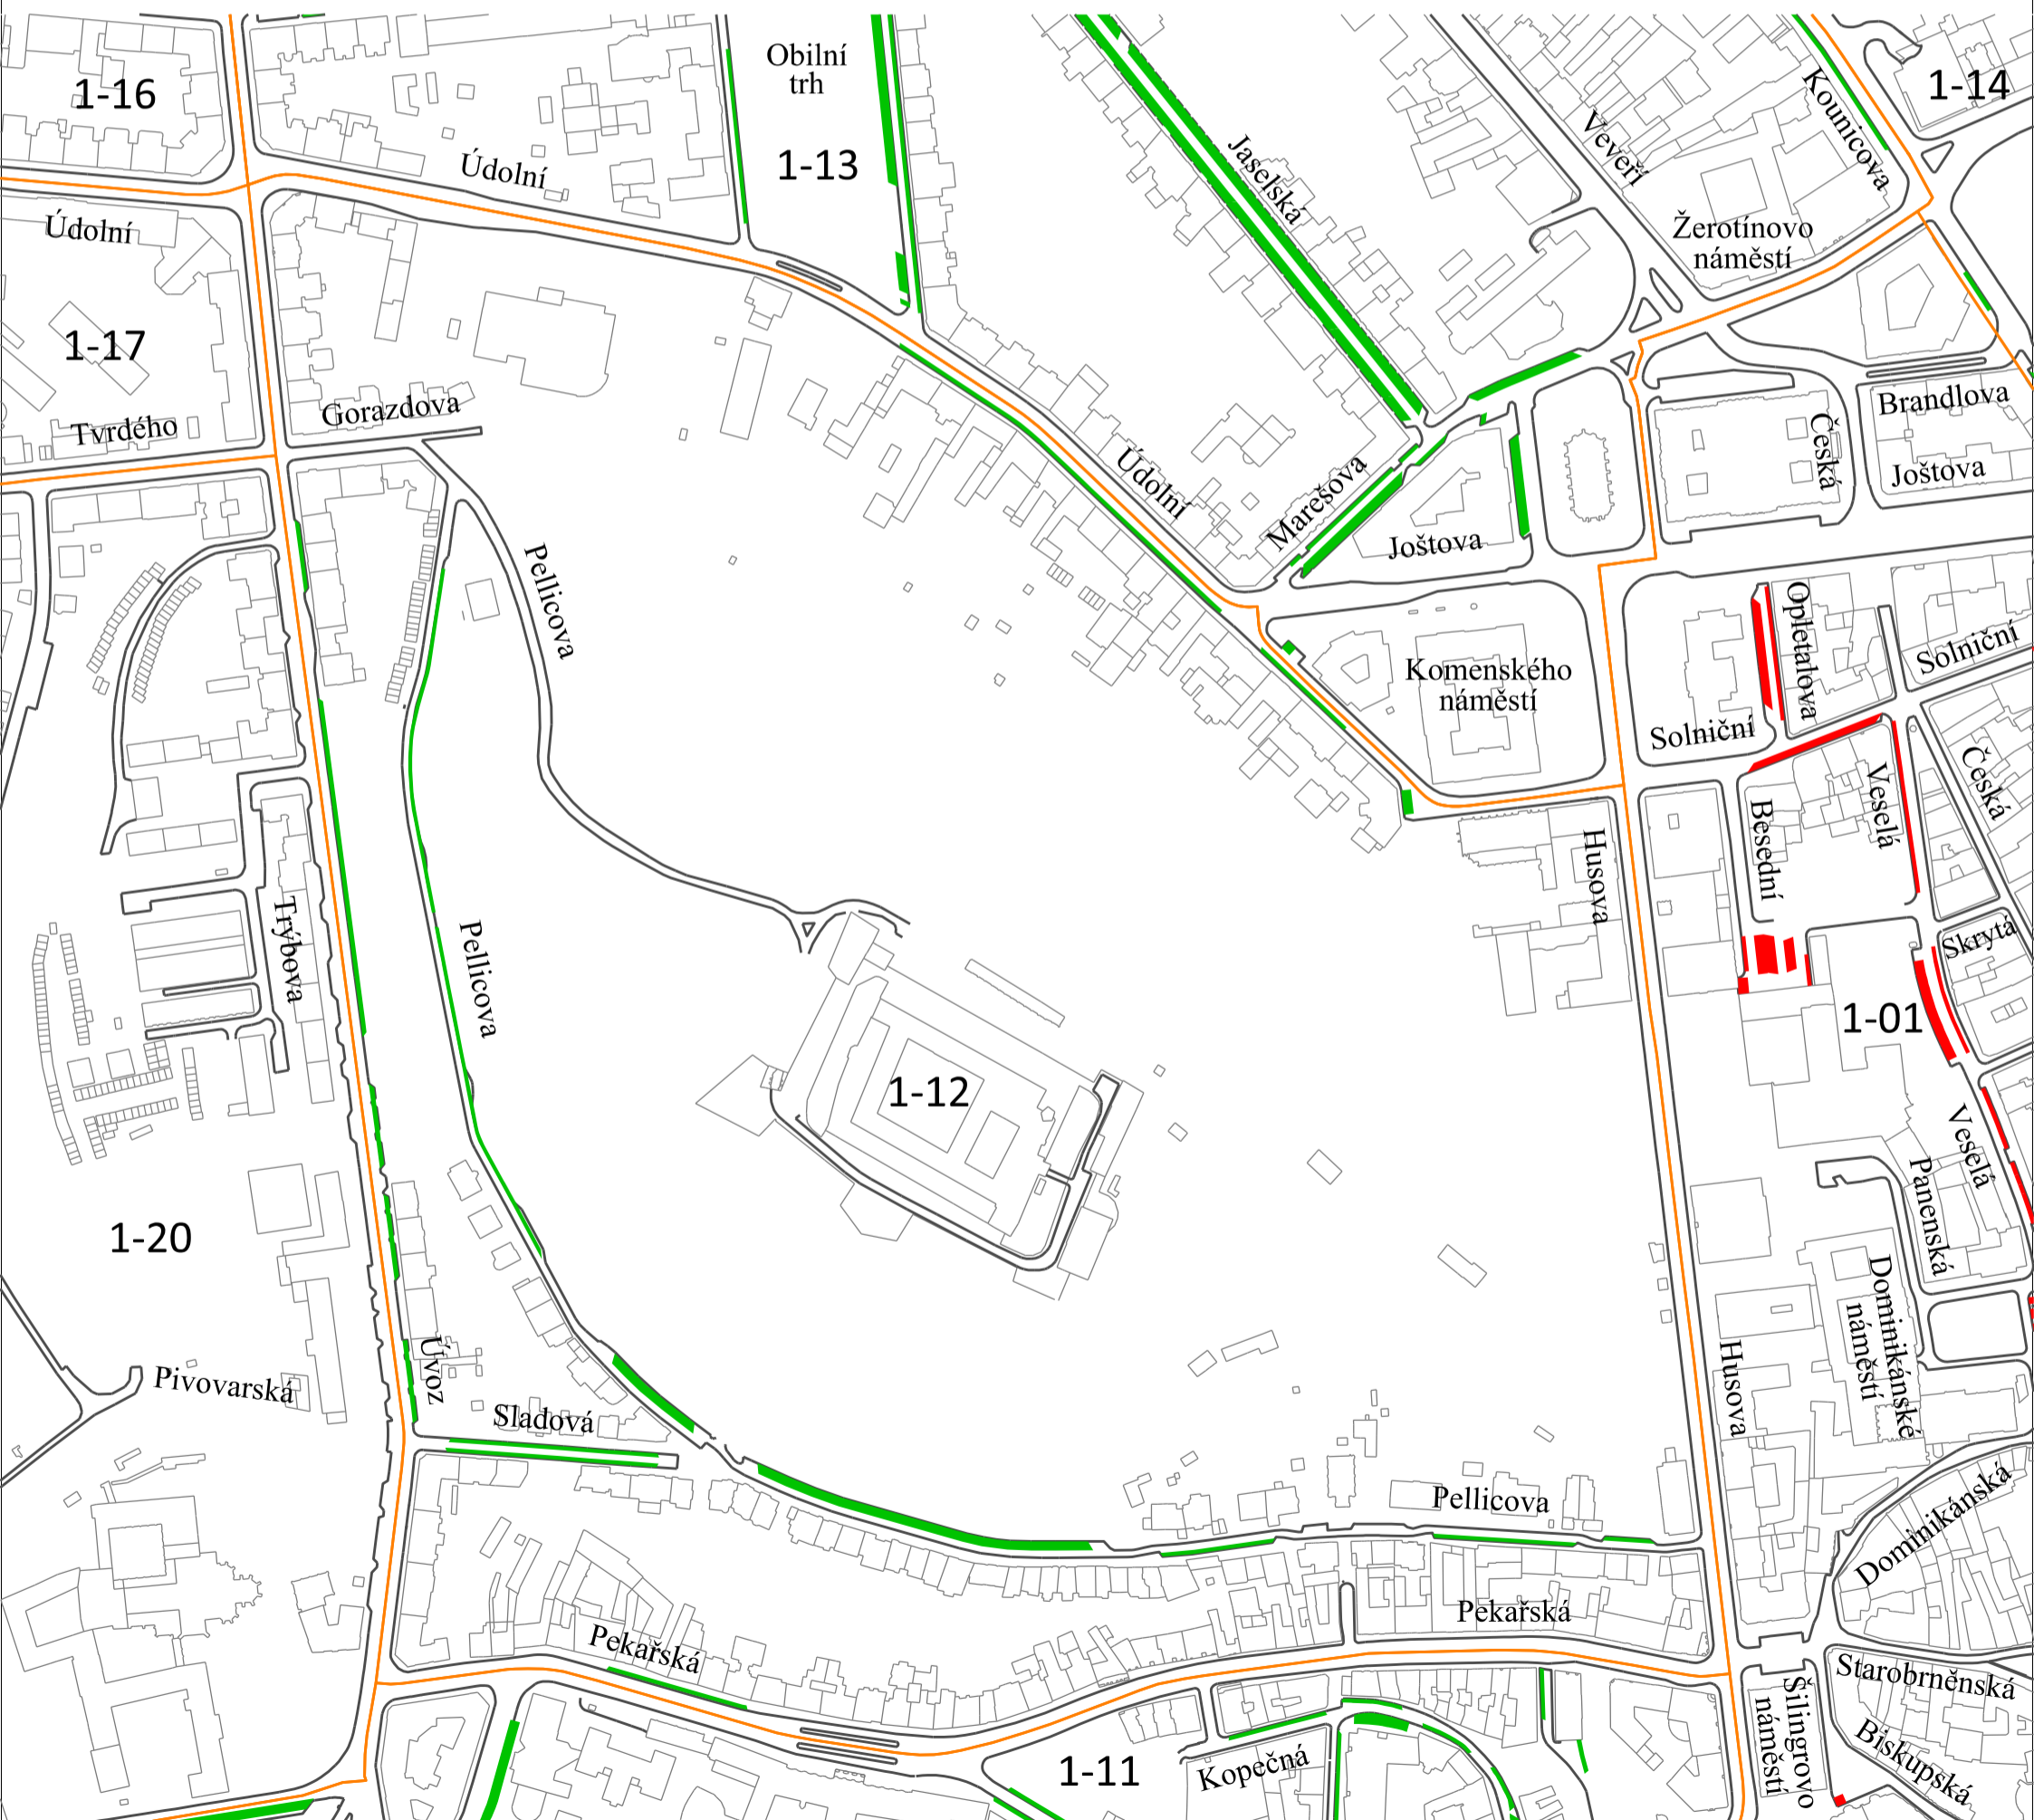 Obilní
trh
1-16
1-14
Kounicova
Veveří
Jaselská
1-13
Údolní
Údolní
Žerotínovo
náměstí
1-17
Gorazdova
Tvrdého
Brandlova
Česká
Joštova
Údolní
Marešova
Joštova
Pellicova
Opletalova
Solniční
Komenského
náměstí
Solniční
Česká
Veselá
Besední
Husova
Trýbova
Pellicova
Skrytá
1-01
1-12
Veselá
Panenská
1-20
Dominikánské
náměstí
Husova
Úvoz
Pivovarská
Sladová
Pellicova
Dominikánská
Pekařská
Pekařská
Starobrněnská
Šilingrovo
náměstí
Biskupská
Kopečná
1-11